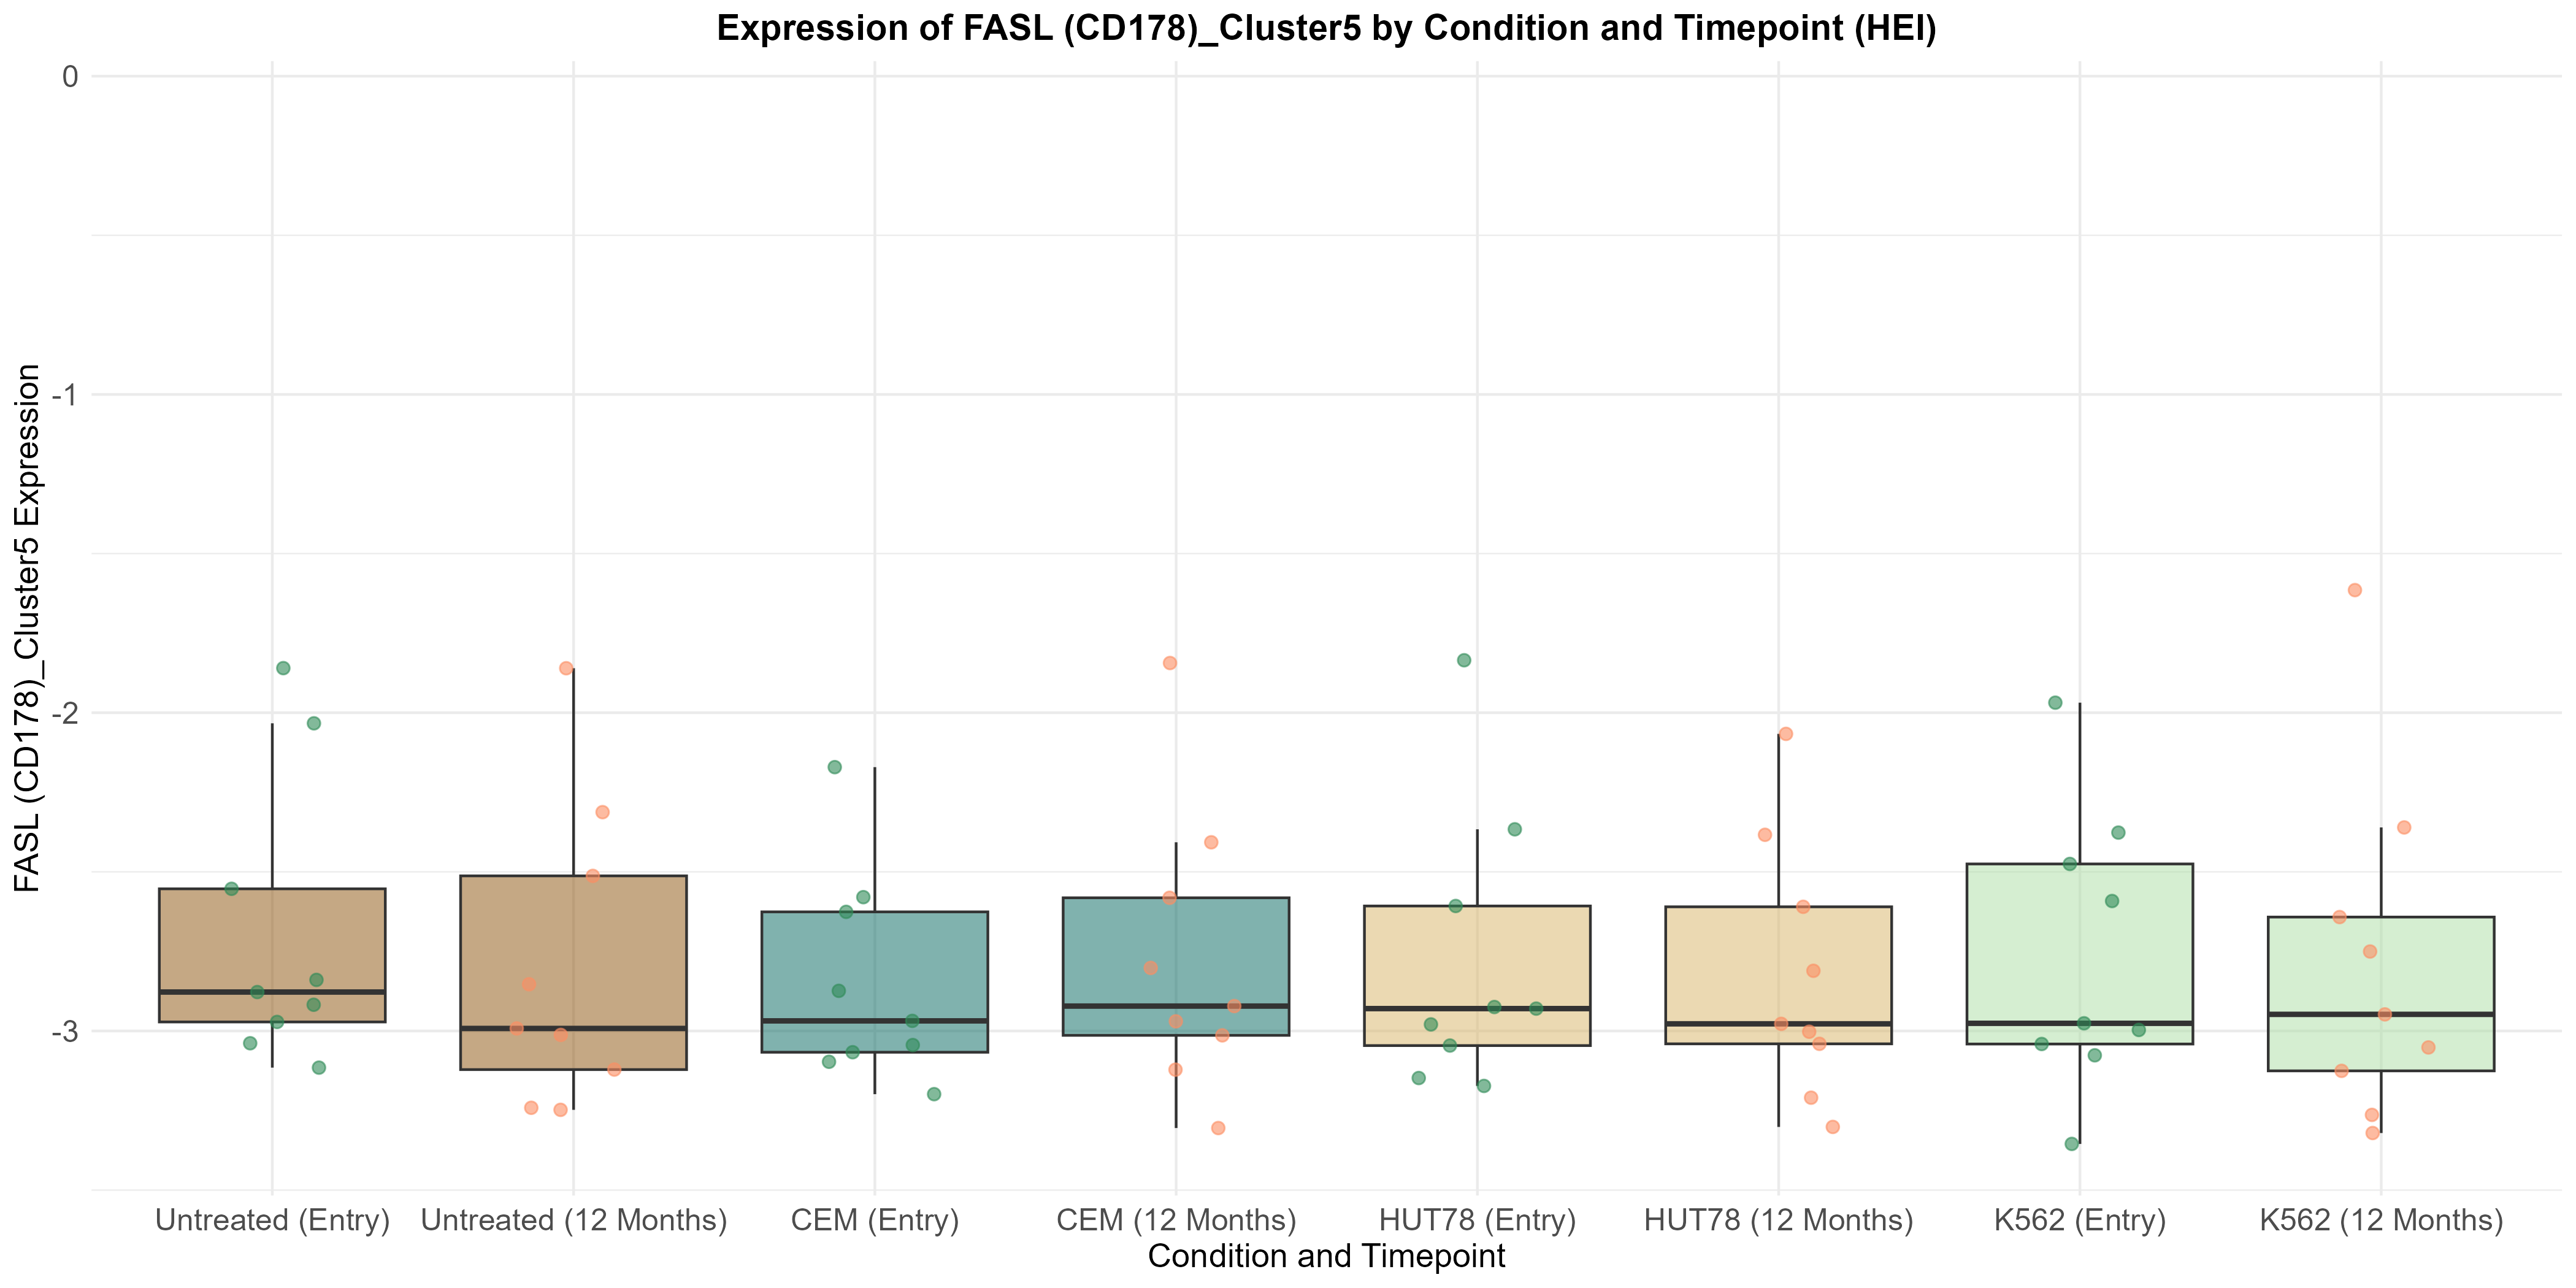 Expression of FASL (CD178)_Cluster5 by Condition and Timepoint (HEI)
FASL (CD178)_Cluster5 Expression
0
-1
-2
-3
Untreated (Entry)
Untreated (12 Months)
CEM (Entry)
CEM (12 Months)
HUT78 (Entry)
HUT78 (12 Months)
K562 (Entry)
K562 (12 Months)
Condition and Timepoint